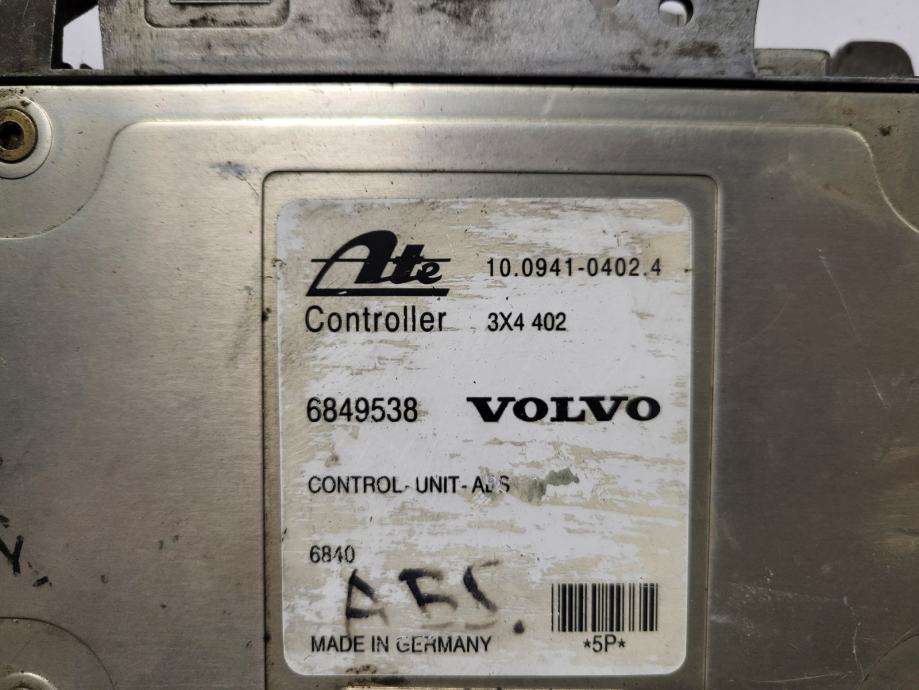 Ate 10.0941-0402.4
Controller 3X4 402
6849538 VOLVO
CONTROL-UNIT-ABS
6840
ABS.
MADE IN GERMANY *5P*